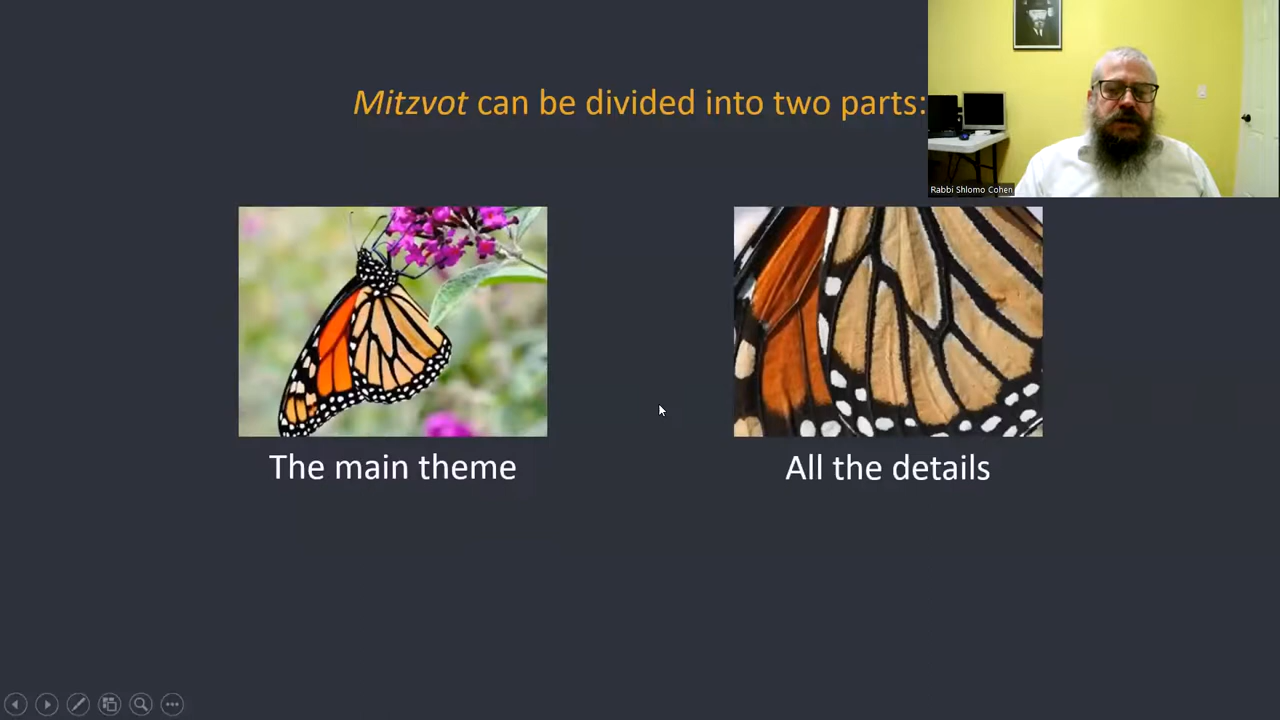 Mitzvot can be divided into two parts:
Rabbi Shlomo Cohen
The main theme
All the details